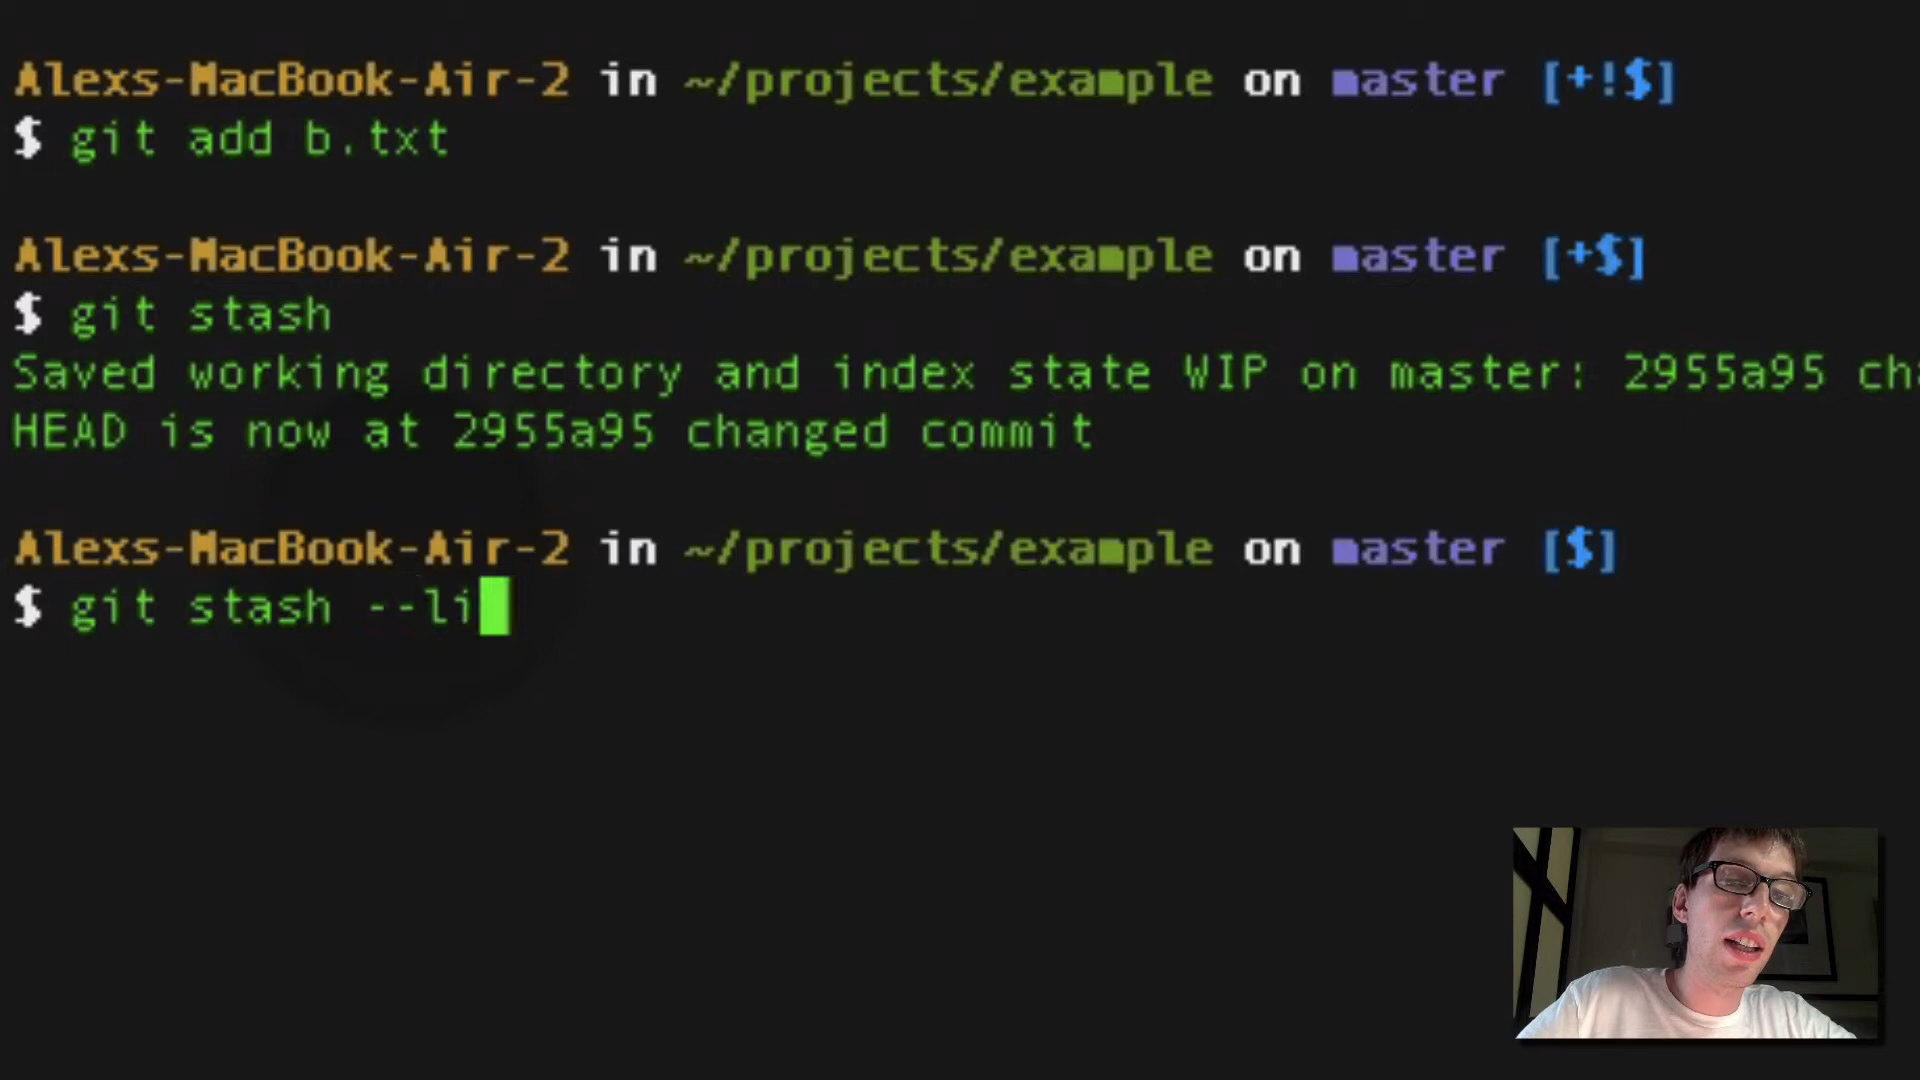 Alexs-MacBook-Air-2 in ~/projects/example on master [+!$]
$ git add b.txt
Alexs-MacBook-Air-2 in ~/projects/example on master [+$]
$ git stash
Saved working directory and index state WIP on master: 2955a95
HEAD is now at 2955a95 changed commit
Alexs-MacBook-Air-2 in ~/projects/example on master [$]
$ git stash --li